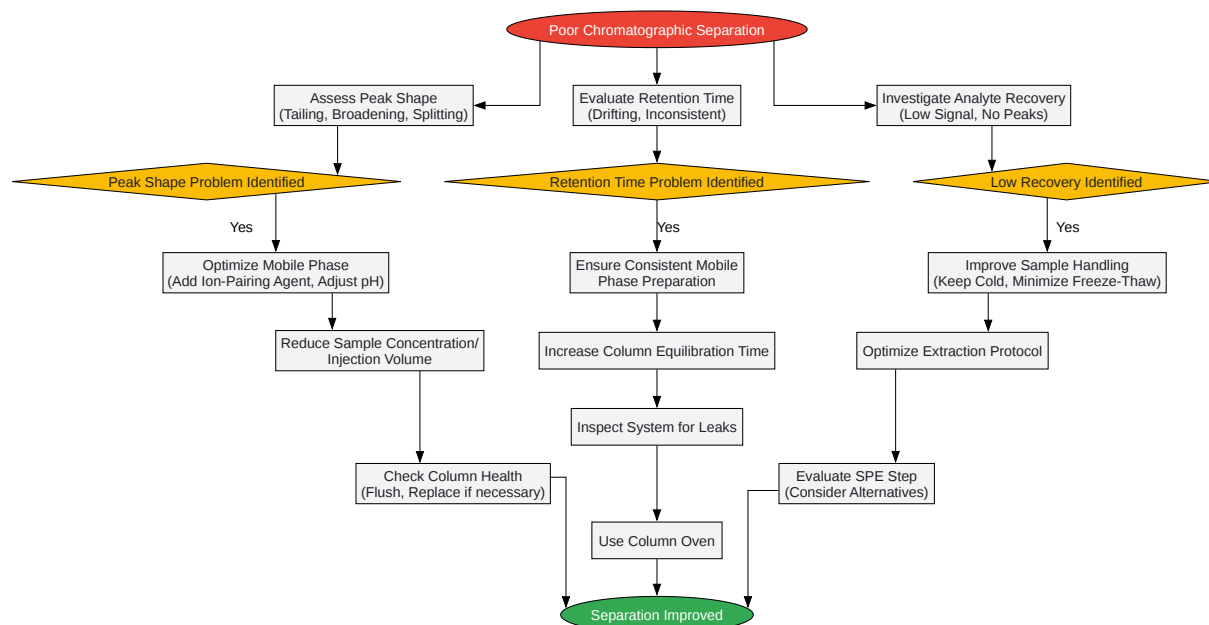 Poor Chromatographic Separation
Assess Peak Shape
(Tailing, Broadening, Splitting)
Evaluate Retention Time
(Drifting, Inconsistent)
Investigate Analyte Recovery
(Low Signal, No Peaks)
Peak Shape Problem Identified
Retention Time Problem Identified
Low Recovery Identified
Yes
Yes
Yes
Optimize Mobile Phase
(Add Ion-Pairing Agent, Adjust pH)
Ensure Consistent Mobile
Phase Preparation
Improve Sample Handling
(Keep Cold, Minimize Freeze-Thaw)
Reduce Sample Concentration/
Injection Volume
Increase Column Equilibration Time
Optimize Extraction Protocol
Inspect System for Leaks
Check Column Health
(Flush, Replace if necessary)
Evaluate SPE Step
(Consider Alternatives)
Use Column Oven
Separation Improved